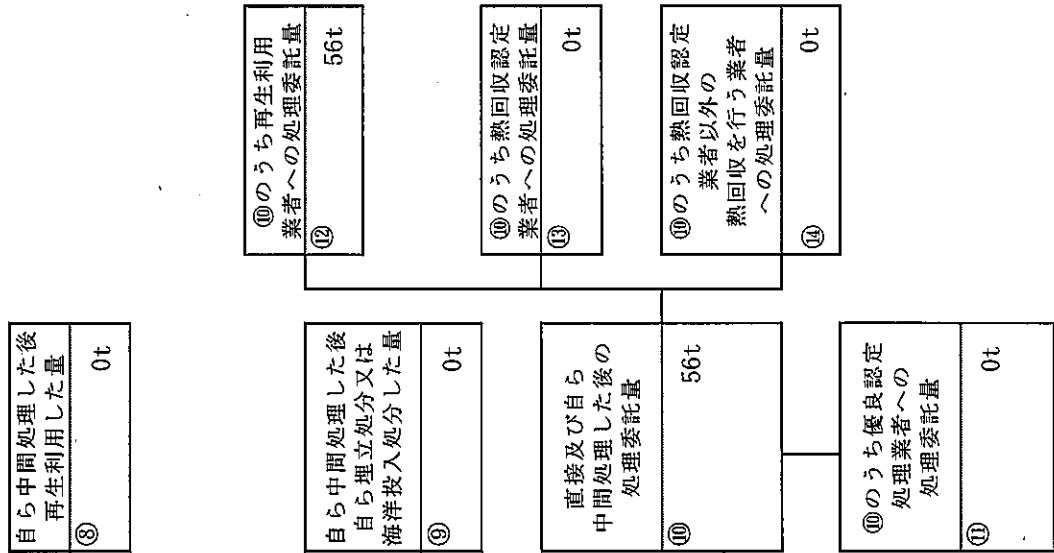 自ら中間処理した後
再生利用した量
⑧
0t
自ら中間処理した後
自ら埋立処分又は
海洋投入処分した量
⑨
0t
直接及び自ら
中間処理した後の
処理委託量
⑩
56t
⑩のうち優良認定
処理業者への
処理委託量
⑪
0t
⑩のうち再生利用
業者への処理委託量
⑫
56t
⑩のうち熱回収認定
業者への処理委託量
⑬
0t
⑩のうち熱回収認定
業者以外の
熱回収を行う業者
への処理委託量
⑭
0t